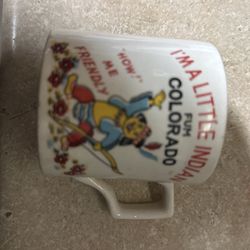 I'M A LITTLE INDIAN
FUM
COLORADO
"HOW!"
ME
FRIENDLY